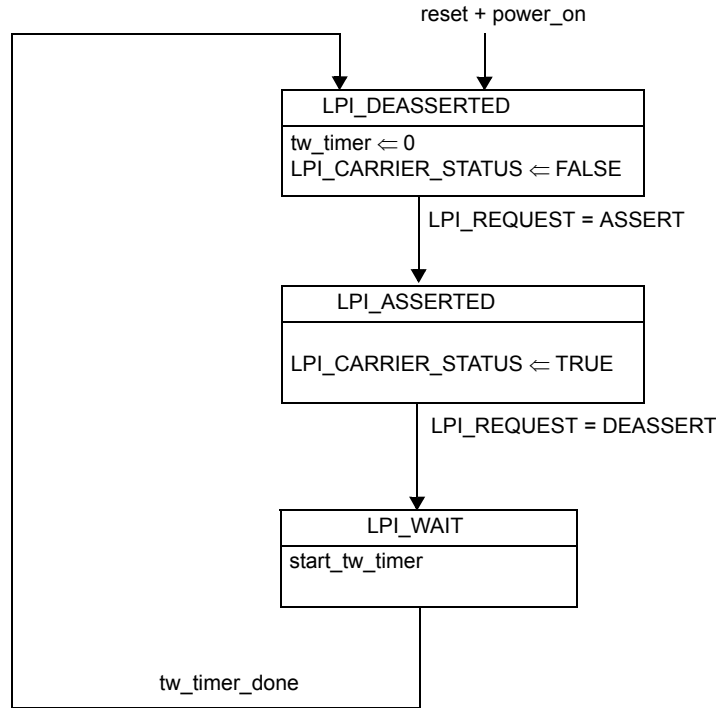 reset + power_on
LPI_DEASSERTED
tw_timer ⇐ 0
LPI_CARRIER_STATUS ⇐ FALSE
LPI_REQUEST = ASSERT
LPI_ASSERTED
LPI_CARRIER_STATUS ⇐ TRUE
LPI_REQUEST = DEASSERT
LPI_WAIT
start_tw_timer
tw_timer_done